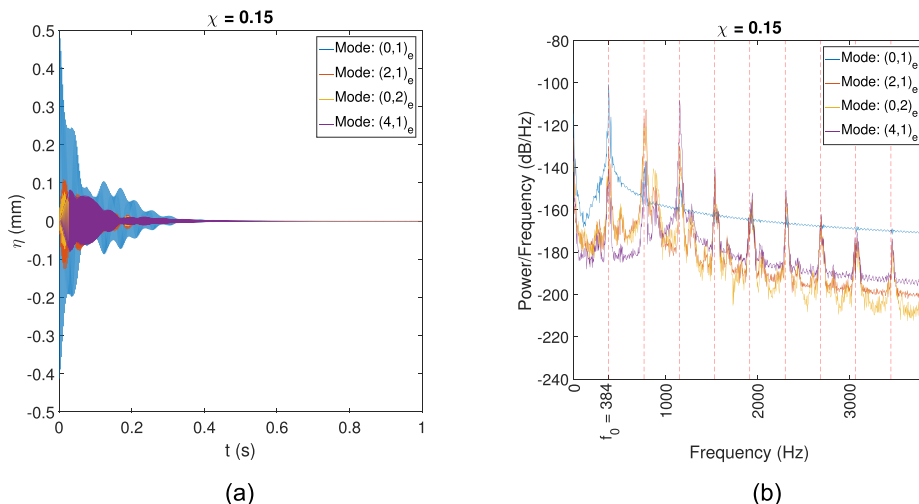 χ = 0.15
0.5
0.4
0.3
0.2
0.1
0
-0.1
-0.2
-0.3
-0.4
-0.5
η (mm)
0
0.2
0.4
0.6
0.8
1
t (s)
Mode: (0,1)e
Mode: (2,1)e
Mode: (0,2)e
Mode: (4,1)e
(a)
χ = 0.15
-80
-100
-120
-140
-160
-180
-200
-220
-240
Power/Frequency (dB/Hz)
0
f0 = 384
1000
2000
3000
Frequency (Hz)
Mode: (0,1)e
Mode: (2,1)e
Mode: (0,2)e
Mode: (4,1)e
(b)